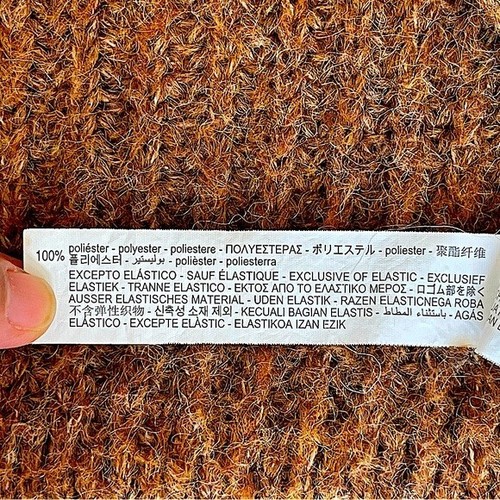 100% poliéster - polyester - poliestere - ΠΟΛΥΕΣΤΕΡΑΣ - ポリエステル - poliester - 聚酯纤维
폴리에스터 - بوليستير - polièster - poliesterra
EXCEPTO ELÁSTICO - SAUF ÉLASTIQUE - EXCLUSIVE OF ELASTIC - EXCLUSIEF
ELASTIEK - TRANNE ELASTICO - ΕΚΤΟΣ ΑΠΟ ΤΟ ΕΛΑΣΤΙΚΟ ΜΕΡΟΣ - ゴム部を除く
AUSSER ELASTISCHES MATERIAL - UDEN ELASTIK - RAZEN ELASTICNEGA ROBA
不含弹性织物 - 신축성 소재 제외 - KECUALI BAGIAN ELASTIS - باستثناء المطاط - AGÁS
ELÁSTICO - EXCEPTE ELÀSTIC - ELASTIKOA IZAN EZIK